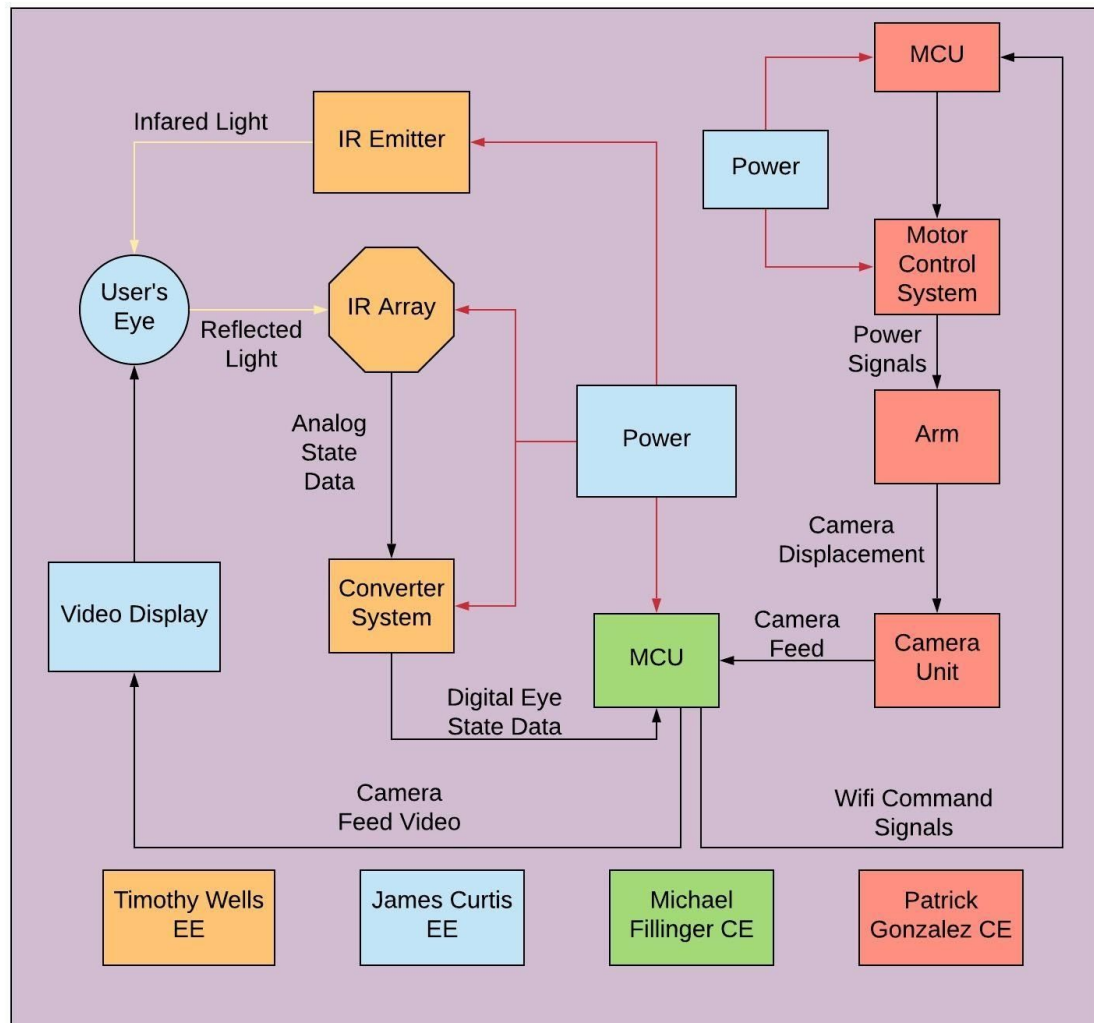 MCU
Infared Light
IR Emitter
Power
Motor
Control
System
User's
Eye
IR Array
Reflected
Light
Power
Signals
Analog
State
Data
Power
Arm
Camera
Displacement
Video Display
Converter
System
MCU
Camera
Feed
Camera
Unit
Digital Eye
State Data
Camera
Feed Video
Wifi Command
Signals
Timothy Wells
EE
James Curtis
EE
Michael
Fillinger CE
Patrick
Gonzalez CE